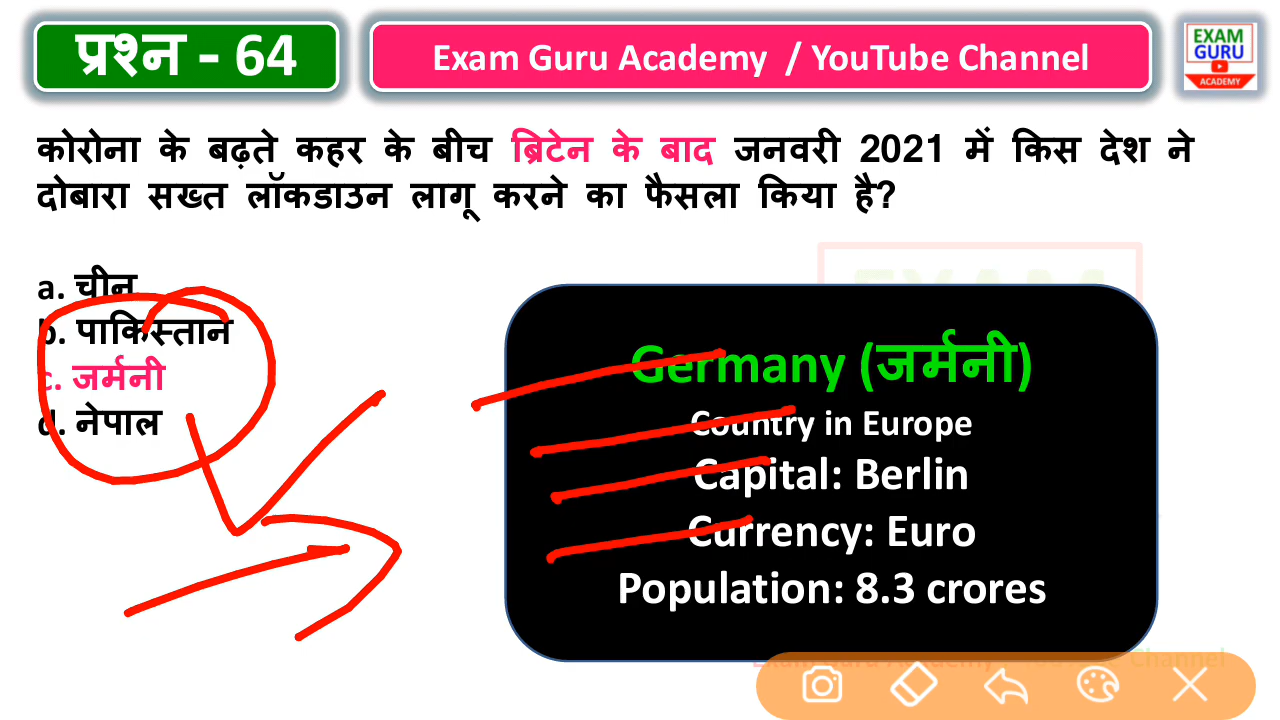 प्रश्न - 64
Exam Guru Academy / YouTube Channel
EXAM
GURU
ACADEMY
कोरोना के बढ़ते कहर के बीच ब्रिटेन के बाद जनवरी 2021 में किस देश ने
दोबारा सख्त लॉकडाउन लागू करने का फैसला किया है?
a. चीन
b. पाकिस्तान
c. जर्मनी
d. नेपाल
Germany (जर्मनी)
Country in Europe
Capital: Berlin
Currency: Euro
Population: 8.3 crores
Channel